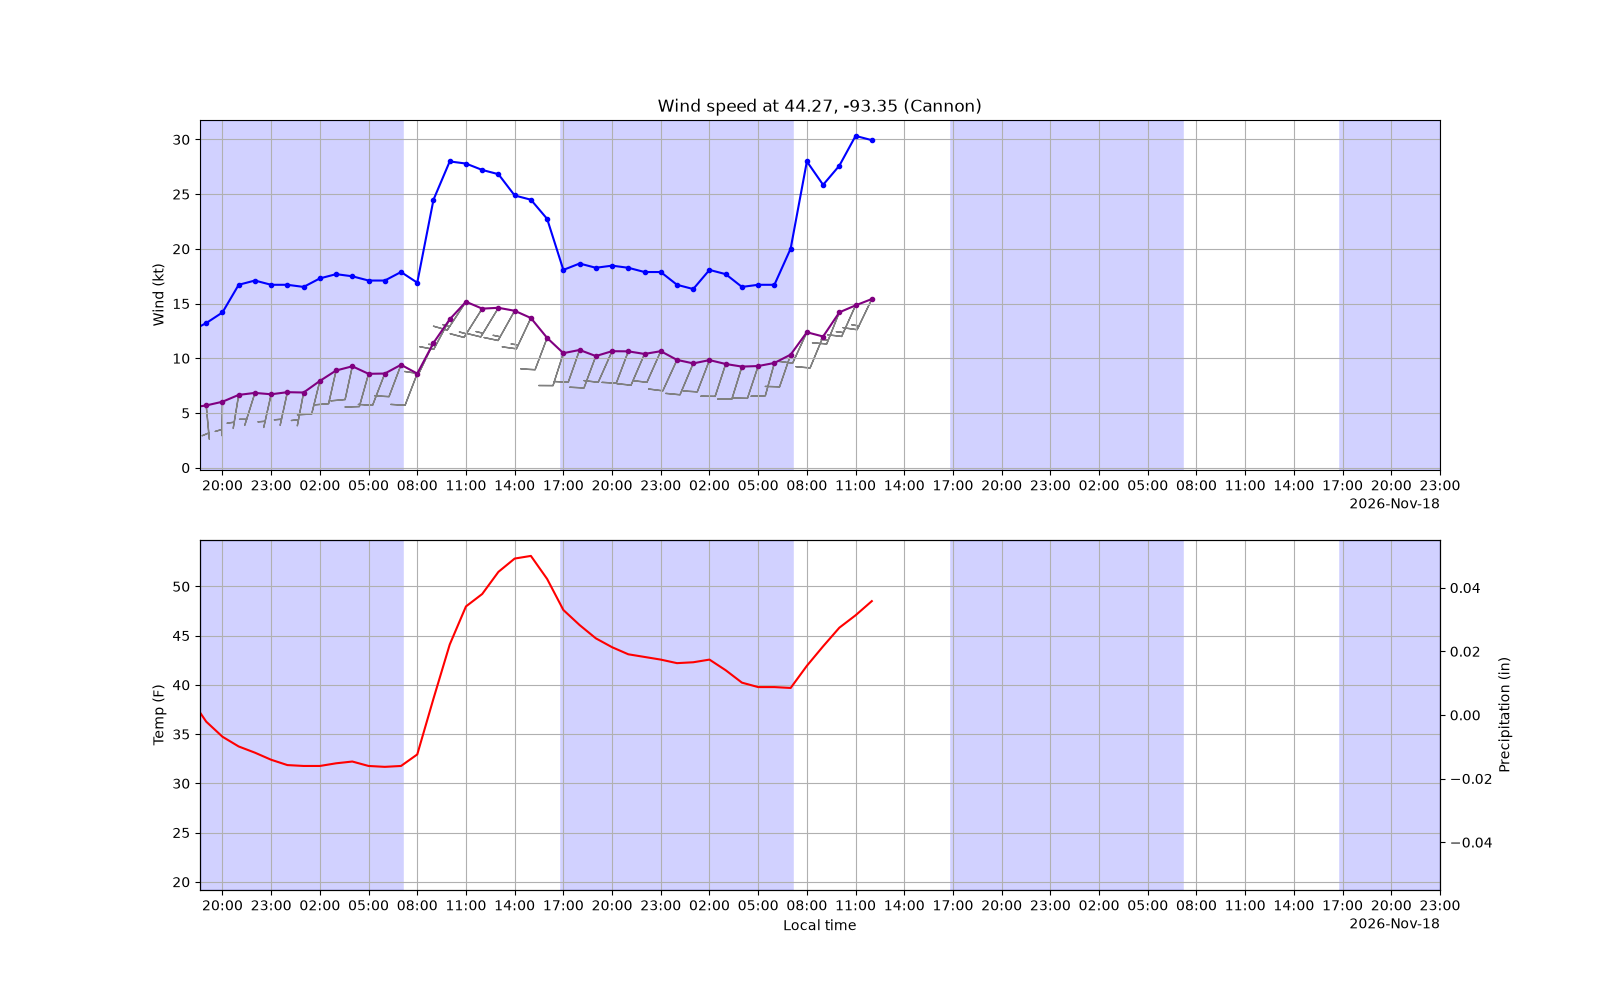 Wind speed at 44.27, -93.35 (Cannon)
30
25
20
15
10
5
0
Wind (kt)
20:00 23:00 02:00 05:00 08:00 11:00 14:00 17:00 20:00 23:00 02:00 05:00 08:00 11:00 14:00 17:00 20:00 23:00 02:00 05:00 08:00 11:00 14:00 17:00 20:00 23:00
2026-Nov-18
50
45
40
35
30
25
20
Temp (F)
0.04
0.02
0.00
−0.02
−0.04
Precipitation (in)
20:00 23:00 02:00 05:00 08:00 11:00 14:00 17:00 20:00 23:00 02:00 05:00 08:00 11:00 14:00 17:00 20:00 23:00 02:00 05:00 08:00 11:00 14:00 17:00 20:00 23:00
Local time
2026-Nov-18